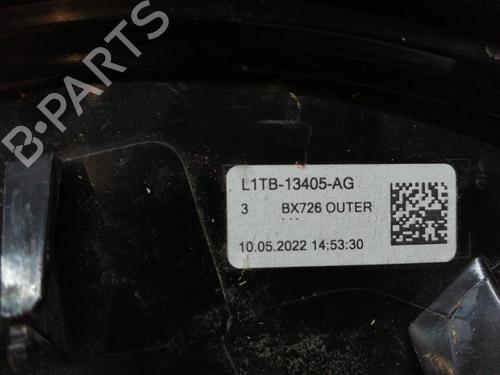 B-PARTS
L1TB-13405-AG
3 BX726 OUTER
10.05.2022 14:53:30